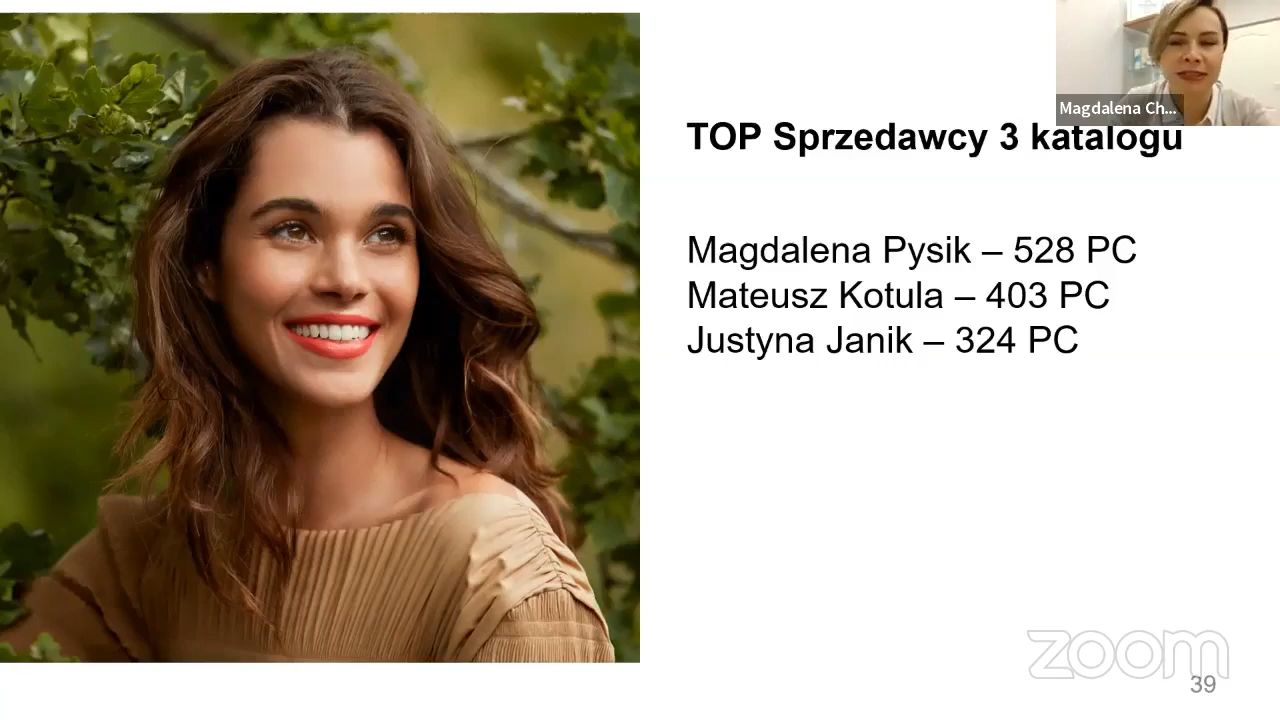 Magdalena Ch...
TOP Sprzedawcy 3 katalogu
Magdalena Pysik – 528 PC
Mateusz Kotula – 403 PC
Justyna Janik – 324 PC
zoom
39